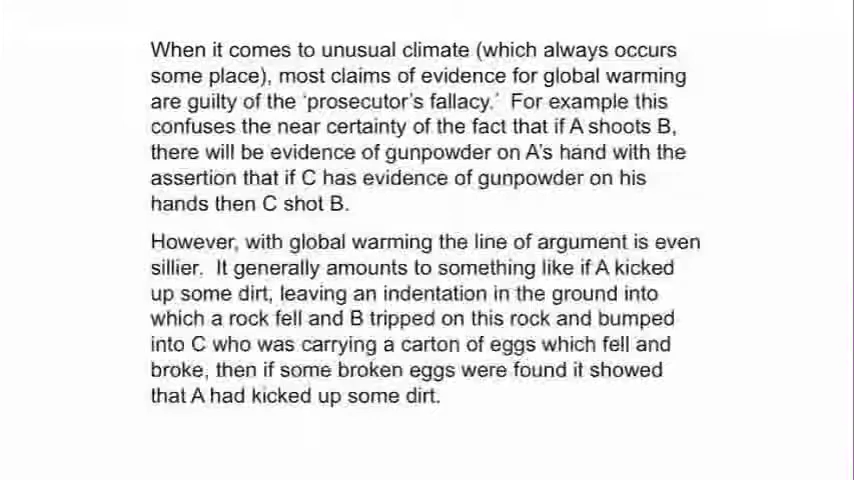 When it comes to unusual climate (which always occurs
some place), most claims of evidence for global warming
are guilty of the ‘prosecutor’s fallacy.’  For example this
confuses the near certainty of the fact that if A shoots B,
there will be evidence of gunpowder on A’s hand with the
assertion that if C has evidence of gunpowder on his
hands then C shot B.
However, with global warming the line of argument is even
sillier.  It generally amounts to something like if A kicked
up some dirt, leaving an indentation in the ground into
which a rock fell and B tripped on this rock and bumped
into C who was carrying a carton of eggs which fell and
broke, then if some broken eggs were found it showed
that A had kicked up some dirt.